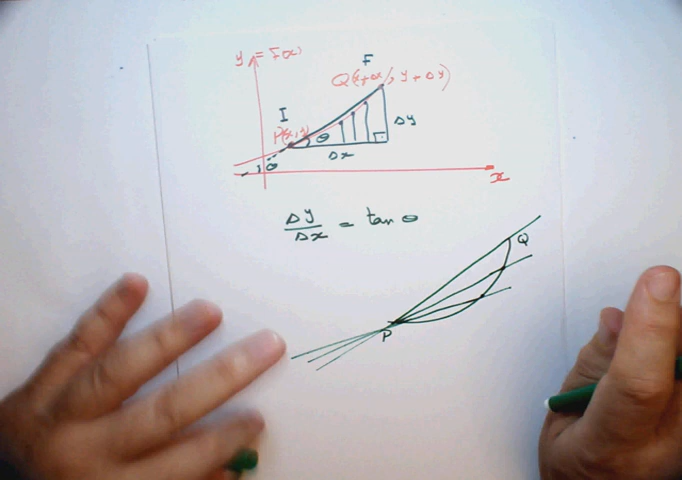 y = F(x)
F
Q(x+Δx, y+Δy)
I
P(x,y)
θ
Δy
θ
Δx
x
Δy/Δx = tan θ
Q
P